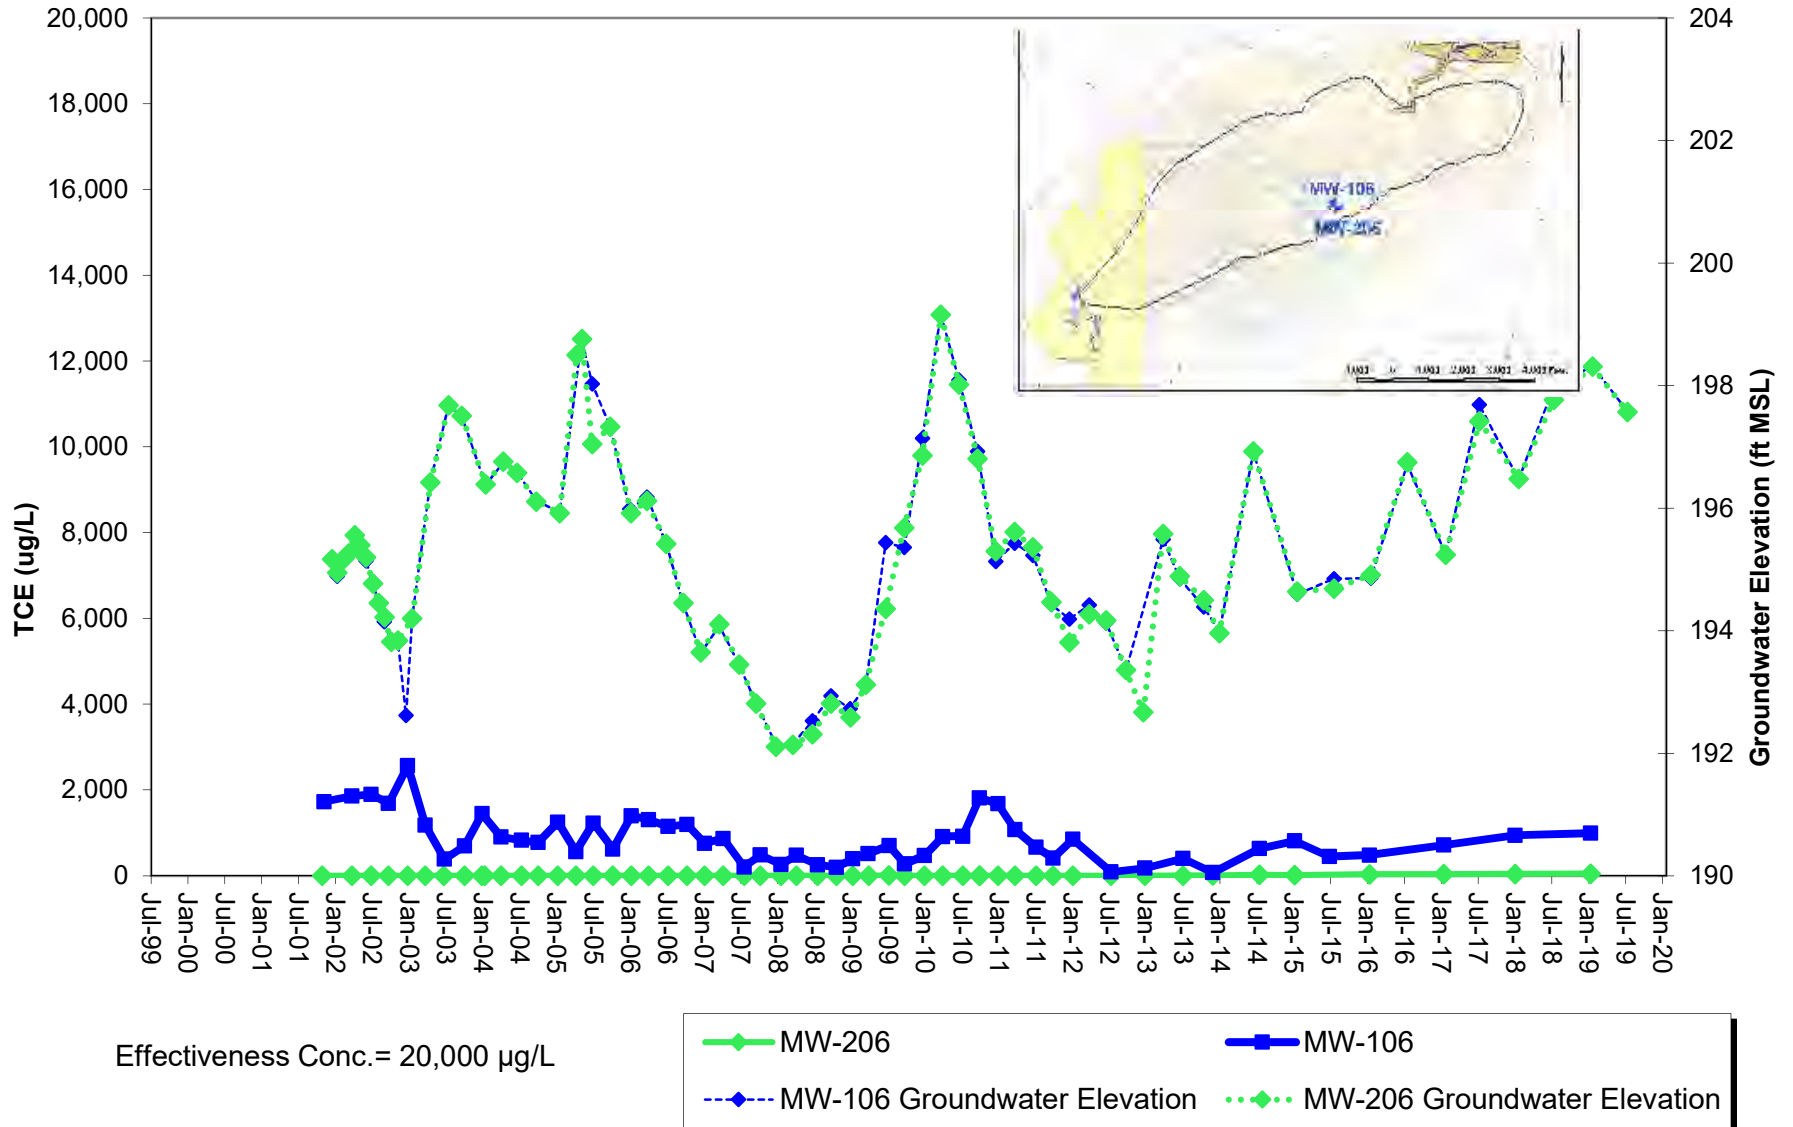 20,000
18,000
16,000
14,000
12,000
10,000
8,000
6,000
4,000
2,000
0
TCE (ug/L)
204
202
200
198
196
194
192
190
Groundwater Elevation (ft MSL)
MW-106
MW-206
Jul-99
Jan-00
Jul-00
Jan-01
Jul-01
Jan-02
Jul-02
Jan-03
Jul-03
Jan-04
Jul-04
Jan-05
Jul-05
Jan-06
Jul-06
Jan-07
Jul-07
Jan-08
Jul-08
Jan-09
Jul-09
Jan-10
Jul-10
Jan-11
Jul-11
Jan-12
Jul-12
Jan-13
Jul-13
Jan-14
Jul-14
Jan-15
Jul-15
Jan-16
Jul-16
Jan-17
Jul-17
Jan-18
Jul-18
Jan-19
Jul-19
Jan-20
Effectiveness Conc.= 20,000 µg/L
MW-206
MW-106
MW-106 Groundwater Elevation
MW-206 Groundwater Elevation